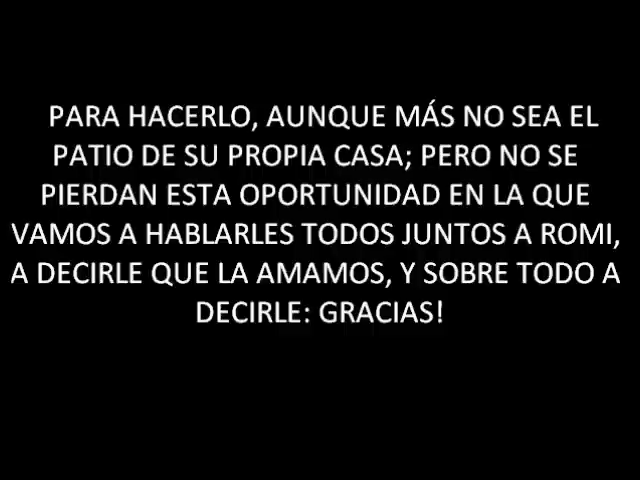 PARA HACERLO, AUNQUE MÁS NO SEA EL
PATIO DE SU PROPIA CASA; PERO NO SE
PIERDAN ESTA OPORTUNIDAD EN LA QUE
VAMOS A HABLARLES TODOS JUNTOS A ROMI,
A DECIRLE QUE LA AMAMOS, Y SOBRE TODO A
DECIRLE: GRACIAS!